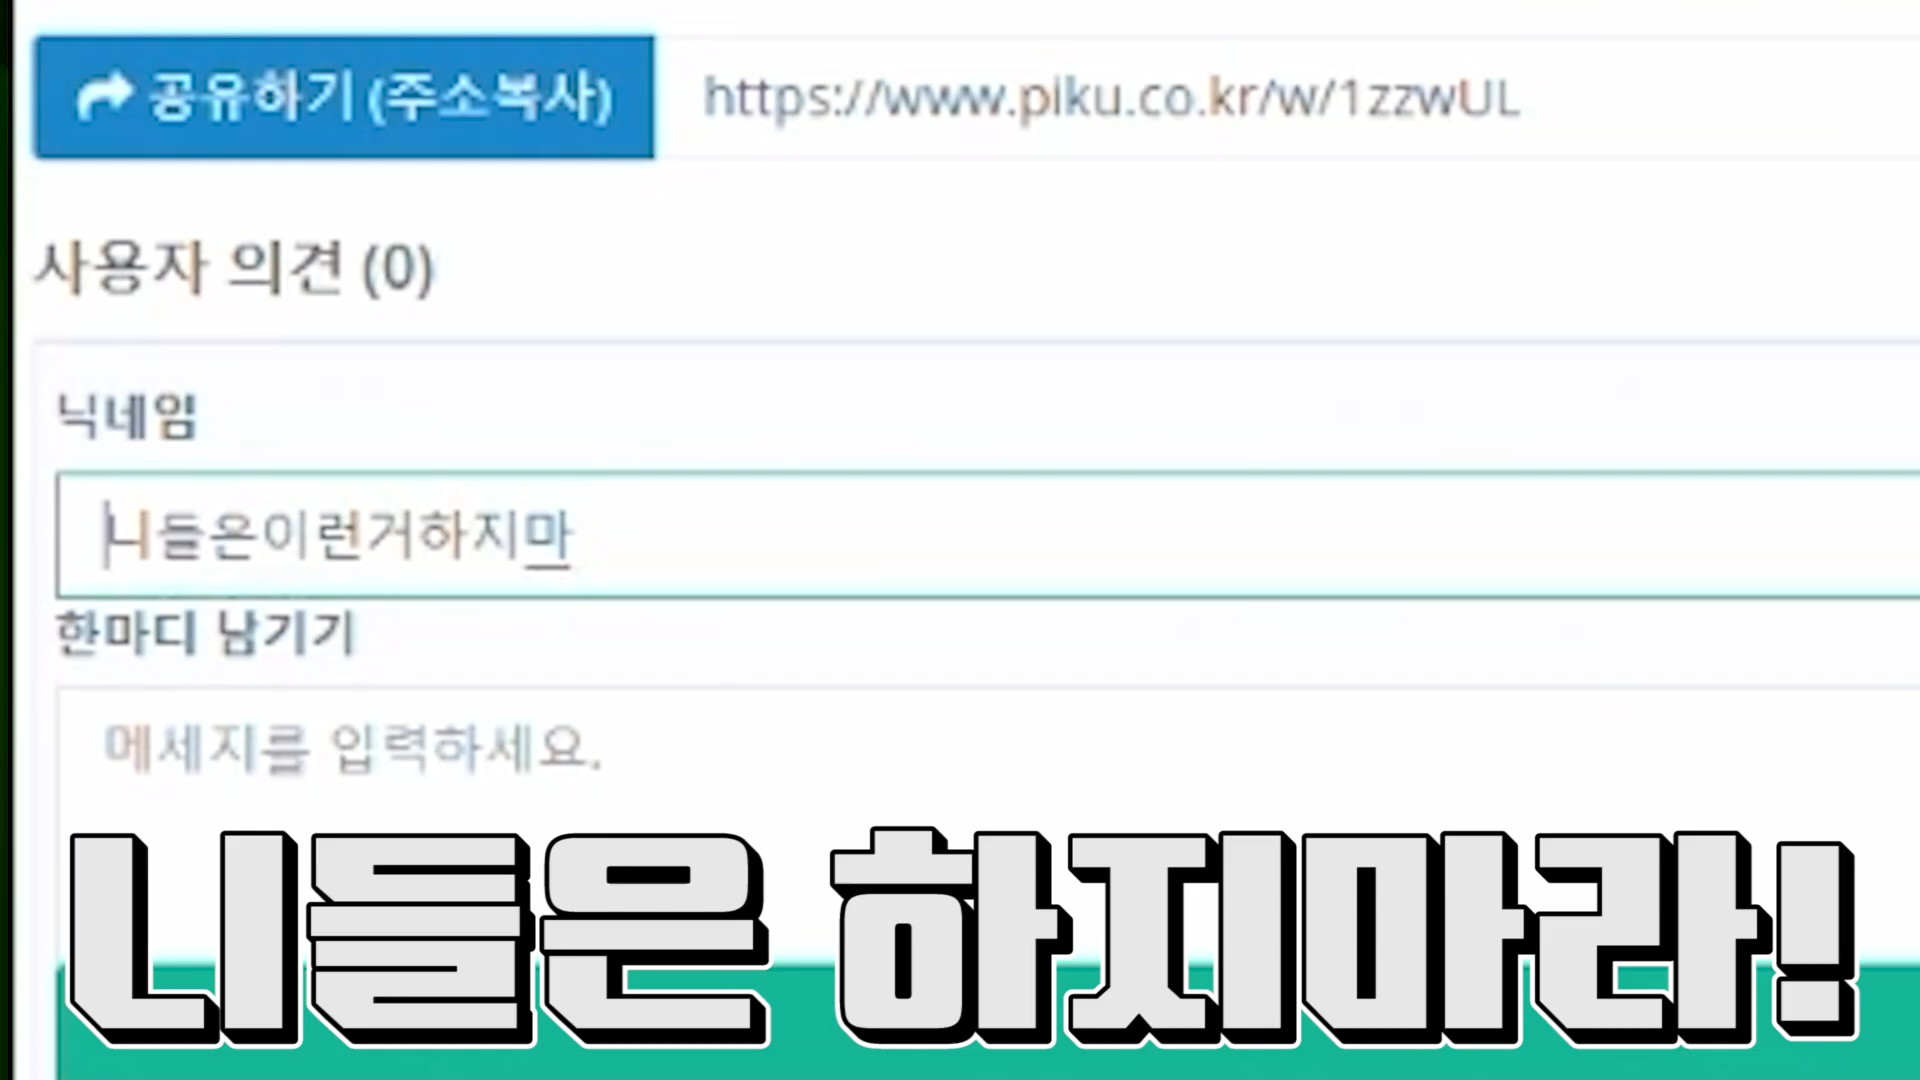 공유하기 (주소복사) https://www.piku.co.kr/w/1zzwUL
사용자 의견 (0)
닉네임
니들은이런거하지마
한마디 남기기
메세지를 입력하세요.
니들은 하지마라!